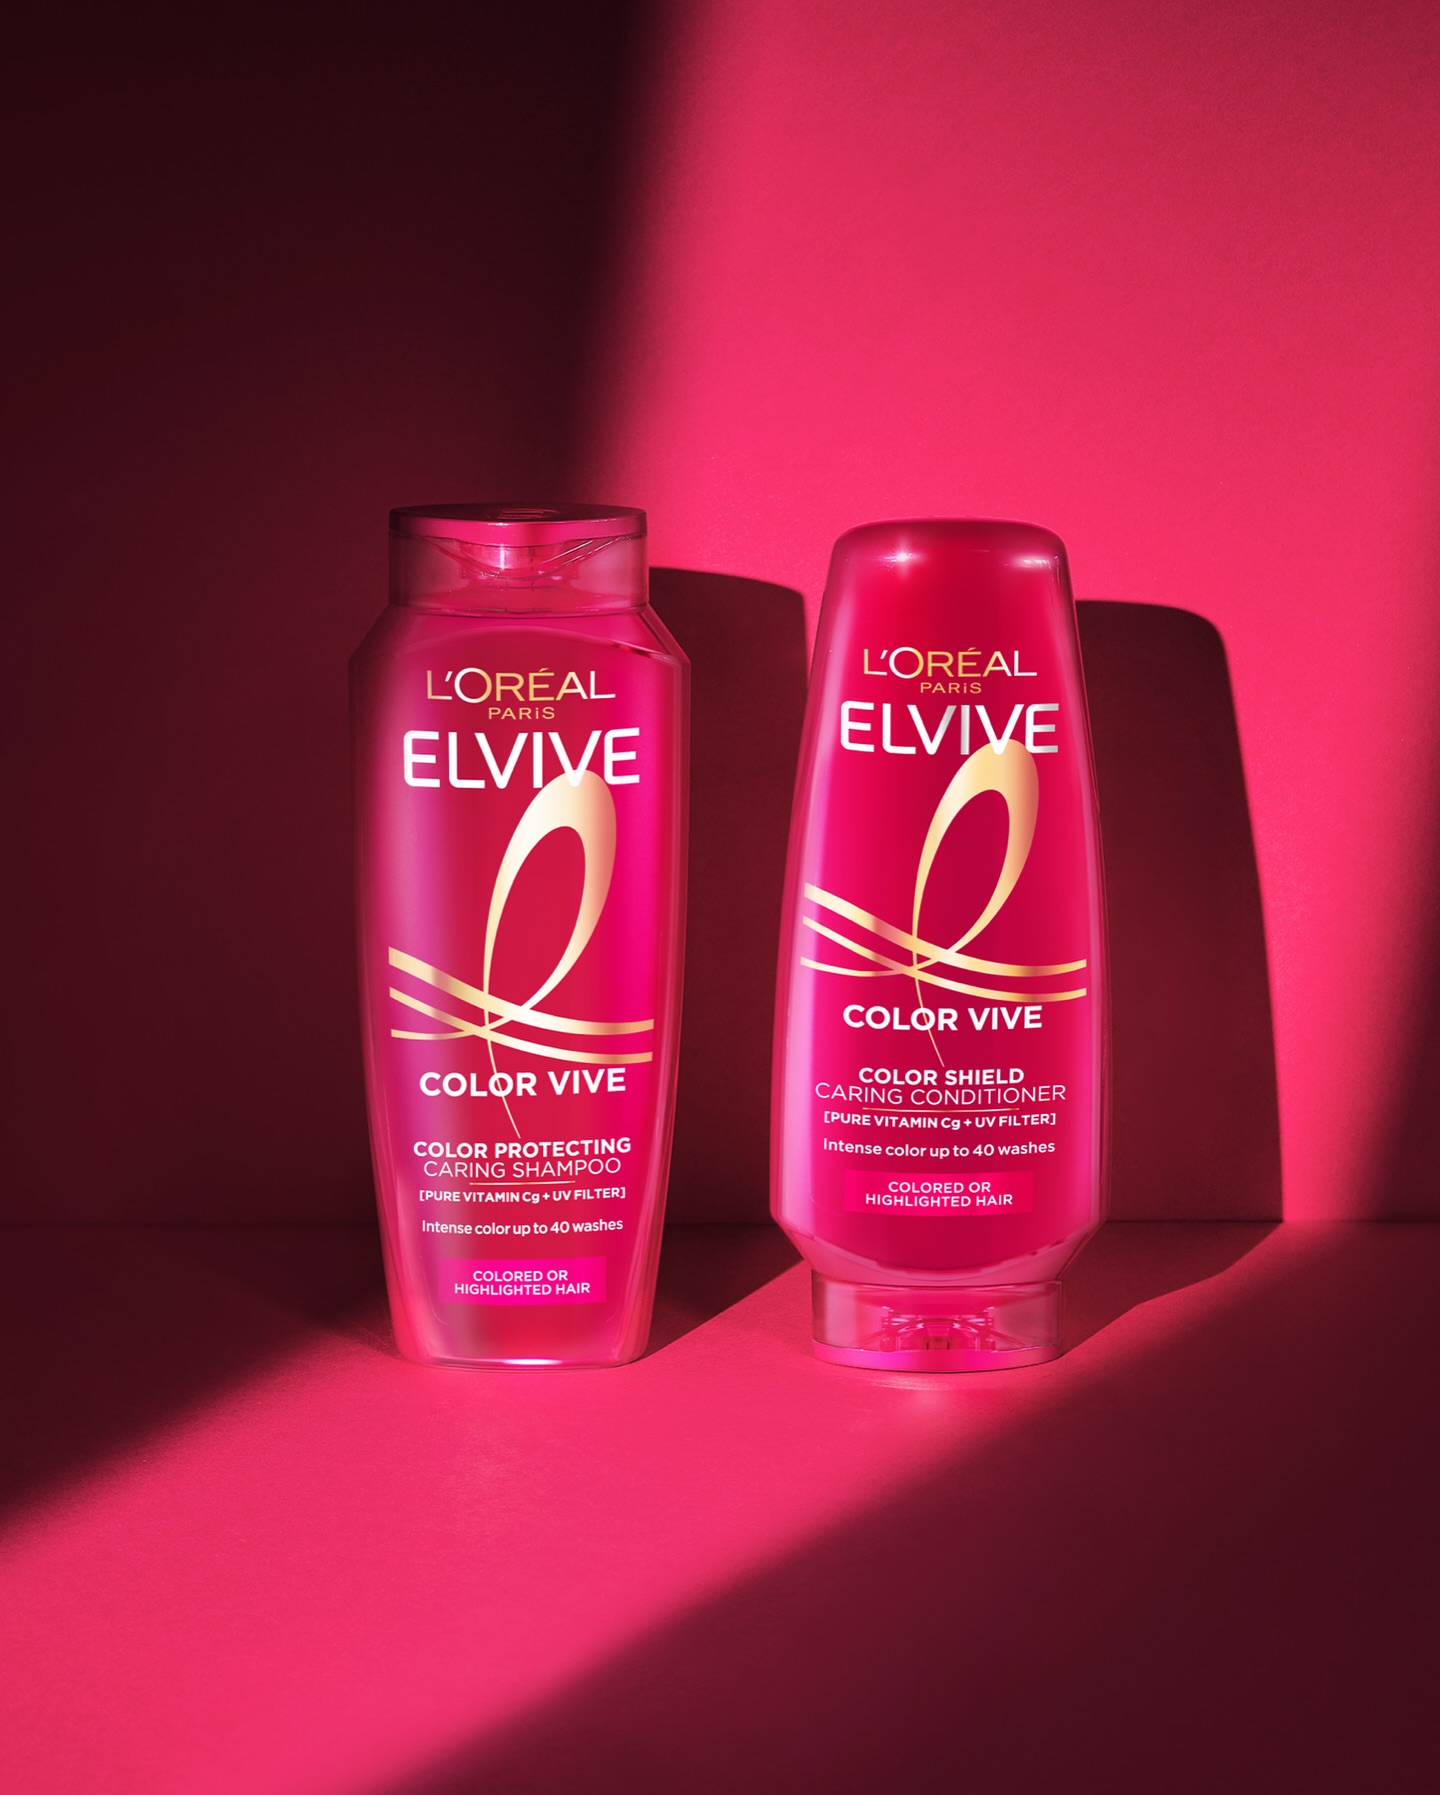 L'ORÉAL
PARiS
ELVIVE
COLOR VIVE
COLOR PROTECTING
CARING SHAMPOO
[PURE VITAMIN Cg + UV FILTER]
Intense color up to 40 washes
COLORED OR
HIGHLIGHTED HAIR
L'ORÉAL
PARiS
ELVIVE
COLOR VIVE
COLOR SHIELD
CARING CONDITIONER
[PURE VITAMIN Cg + UV FILTER]
Intense color up to 40 washes
COLORED OR
HIGHLIGHTED HAIR